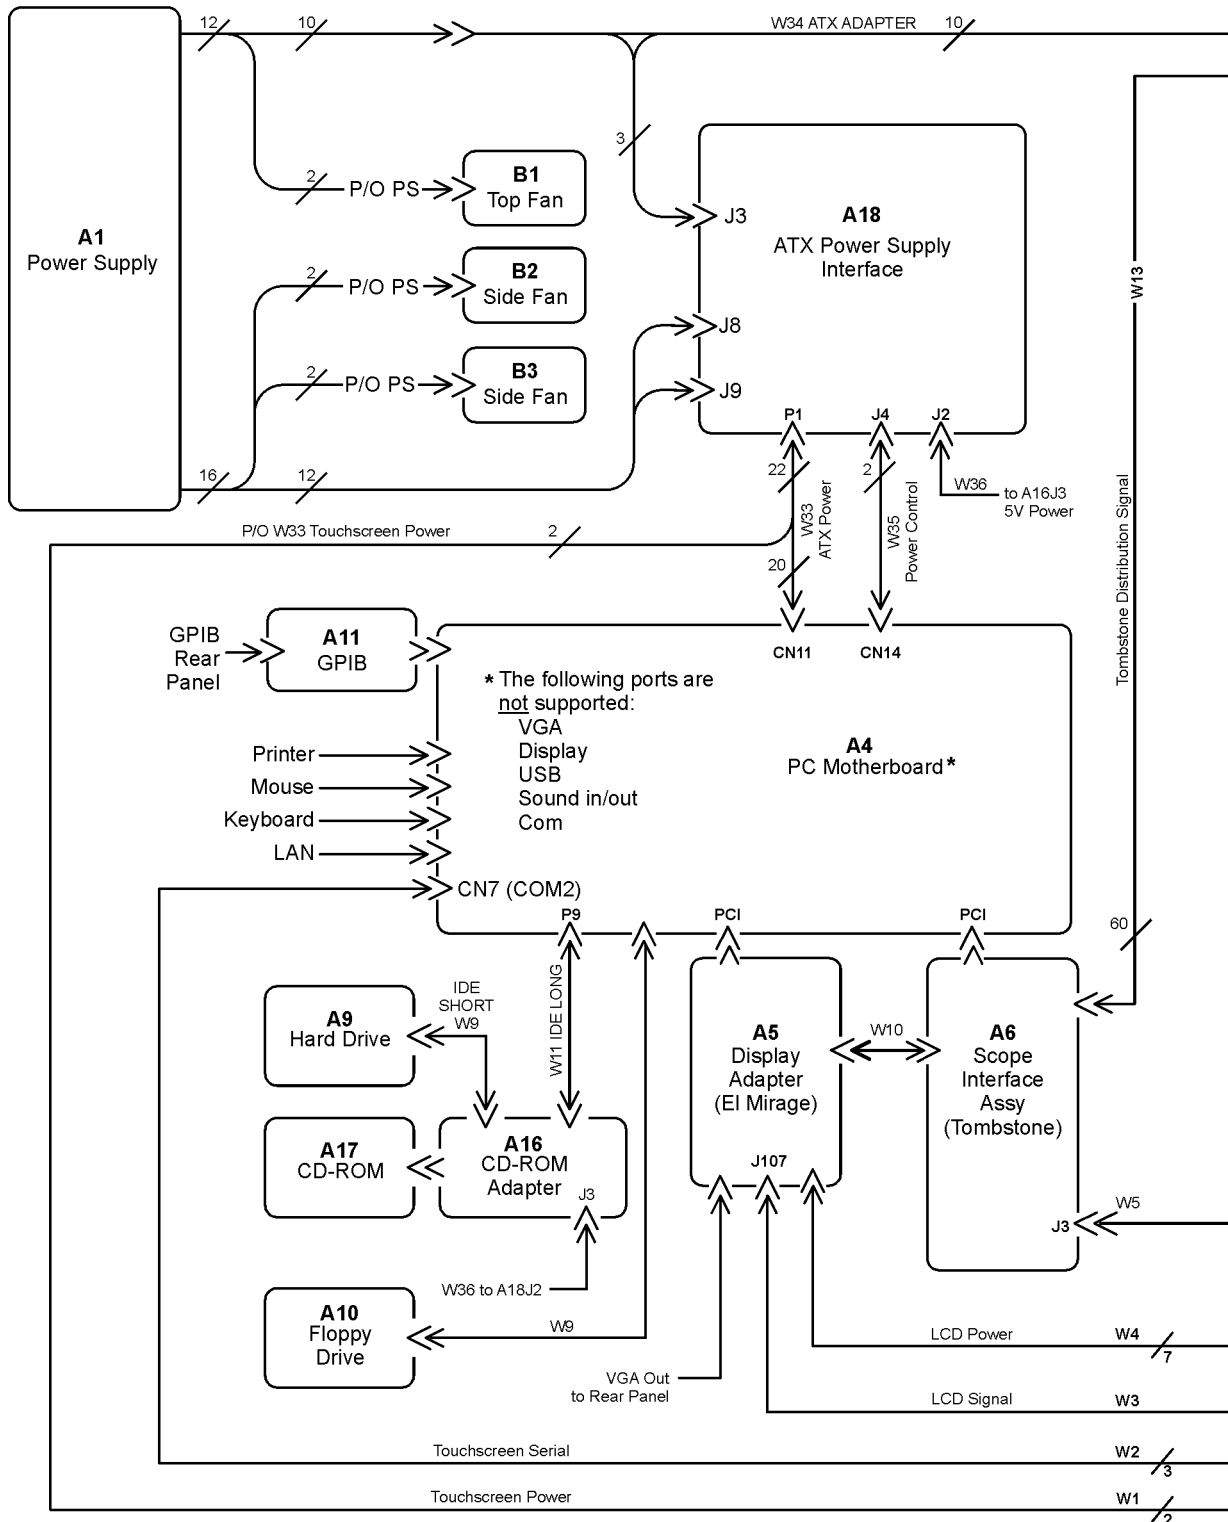 12
10
W34 ATX ADAPTER
10
3
A1
Power Supply
2
P/O PS
B1
Top Fan
2
P/O PS
B2
Side Fan
2
P/O PS
B3
Side Fan
16
12
J3
A18
ATX Power Supply
Interface
J8
J9
P1
J4
J2
22
2
W33
ATX Power
W35
Power Control
W36
to A16J3
5V Power
20
W13
Tombstone Distribution Signal
60
P/O W33 Touchscreen Power
2
GPIB
Rear
Panel
A11
GPIB
CN11
CN14
* The following ports are
not supported:
VGA
Display
USB
Sound in/out
Com
A4
PC Motherboard*
Printer
Mouse
Keyboard
LAN
CN7 (COM2)
P9
PCI
PCI
IDE
SHORT
W9
W11 IDE LONG
A9
Hard Drive
A17
CD-ROM
A16
CD-ROM
Adapter
J3
W36 to A18J2
A10
Floppy
Drive
W9
A5
Display
Adapter
(El Mirage)
J107
W10
A6
Scope
Interface
Assy
(Tombstone)
J3
W5
VGA Out
to Rear Panel
LCD Power
W4
7
LCD Signal
W3
Touchscreen Serial
W2
3
Touchscreen Power
W1
2